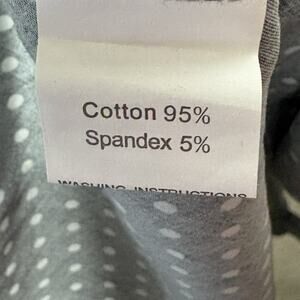 Cotton 95%
Spandex 5%
WASHING INSTRUCTIONS